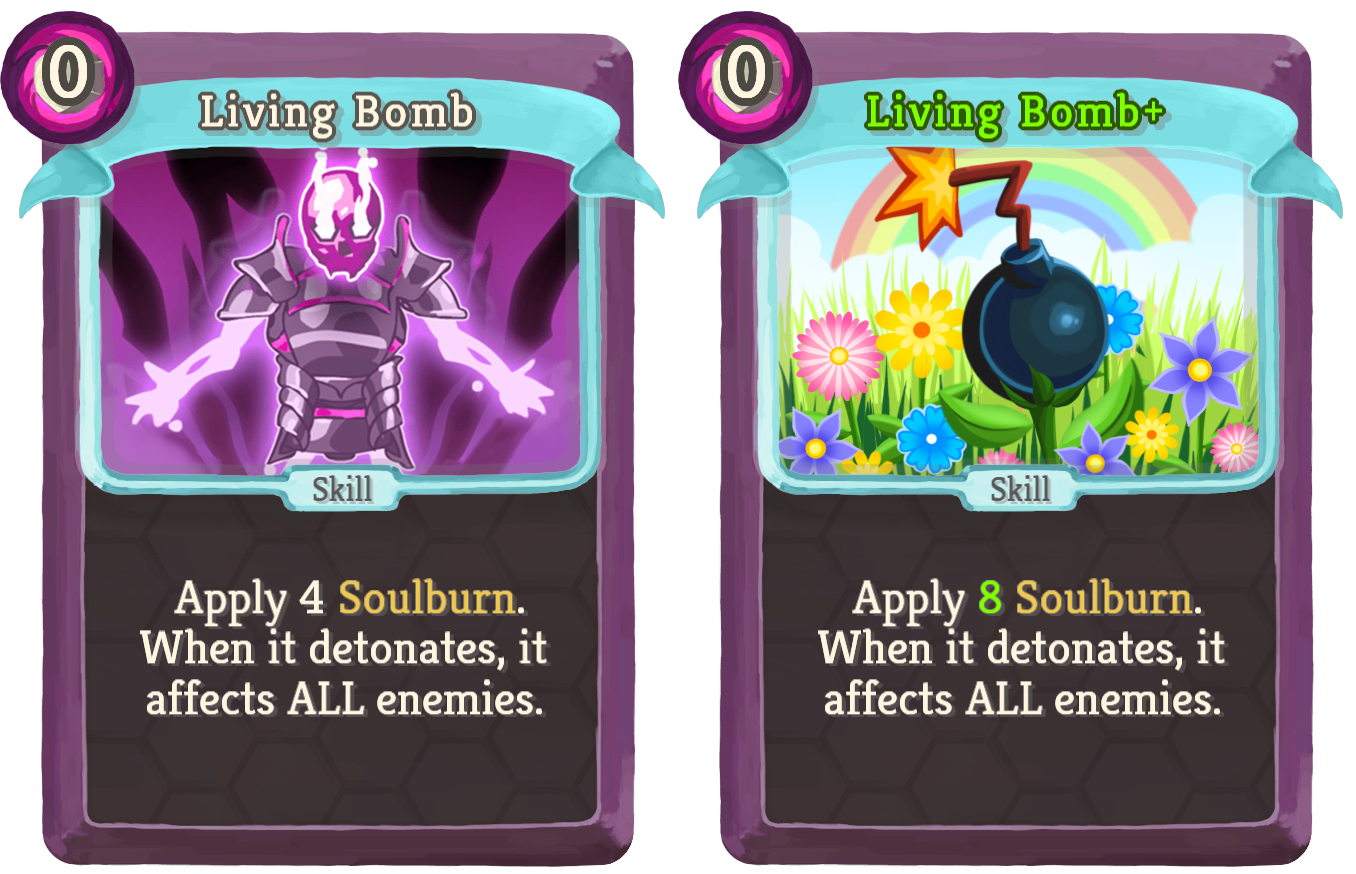 0
Living Bomb
Skill
Apply 4 Soulburn.
When it detonates, it
affects ALL enemies.
0
Living Bomb+
Skill
Apply 8 Soulburn.
When it detonates, it
affects ALL enemies.